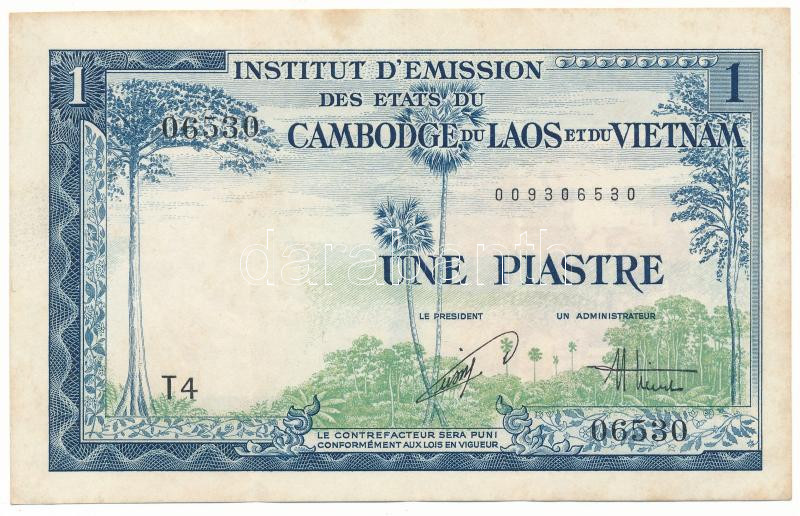 1
INSTITUT D'EMISSION
1
DES ETATS DU
06530
CAMBODGE DU LAOS ET DU VIETNAM
009306530
darabanth
UNE PIASTRE
LE PRESIDENT
UN ADMINISTRATEUR
T4
06530
LE CONTREFACTEUR SERA PUNI
CONFORMÉMENT AUX LOIS EN VIGUEUR